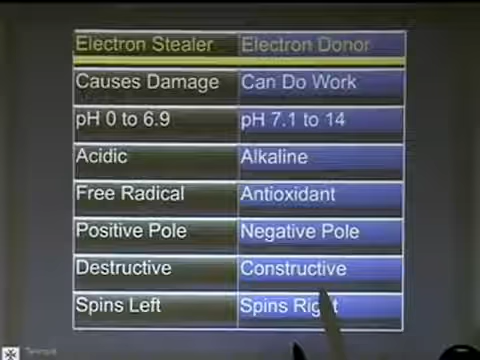 Electron Stealer Electron Donor
Causes Damage Can Do Work
pH 0 to 6.9 pH 7.1 to 14
Acidic Alkaline
Free Radical Antioxidant
Positive Pole Negative Pole
Destructive Constructive
Spins Left Spins Right